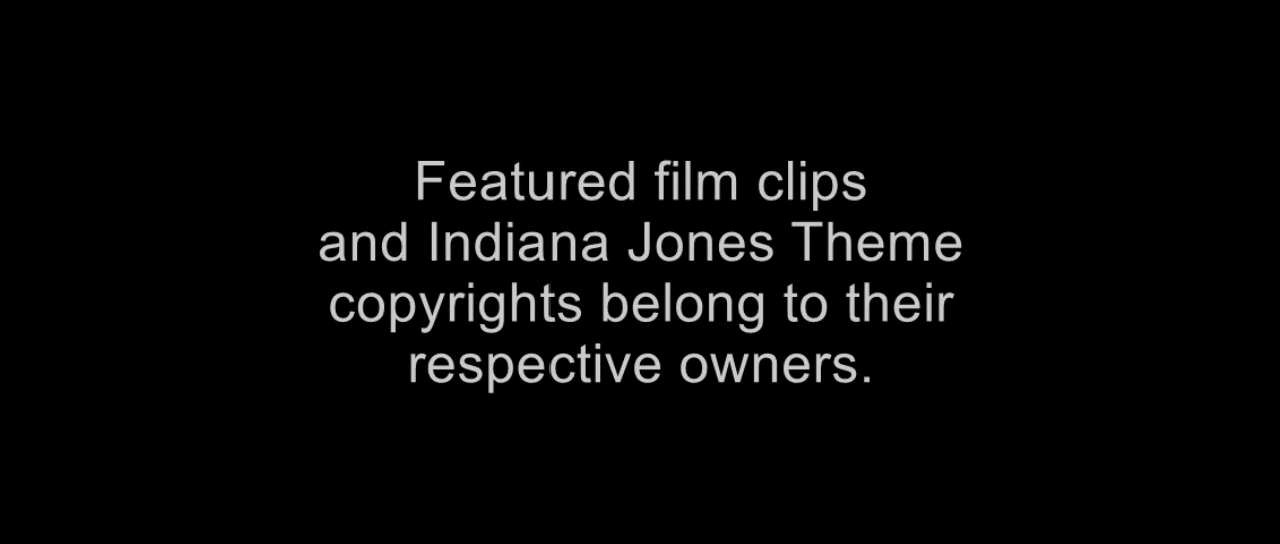 Featured film clips
and Indiana Jones Theme
copyrights belong to their
respective owners.